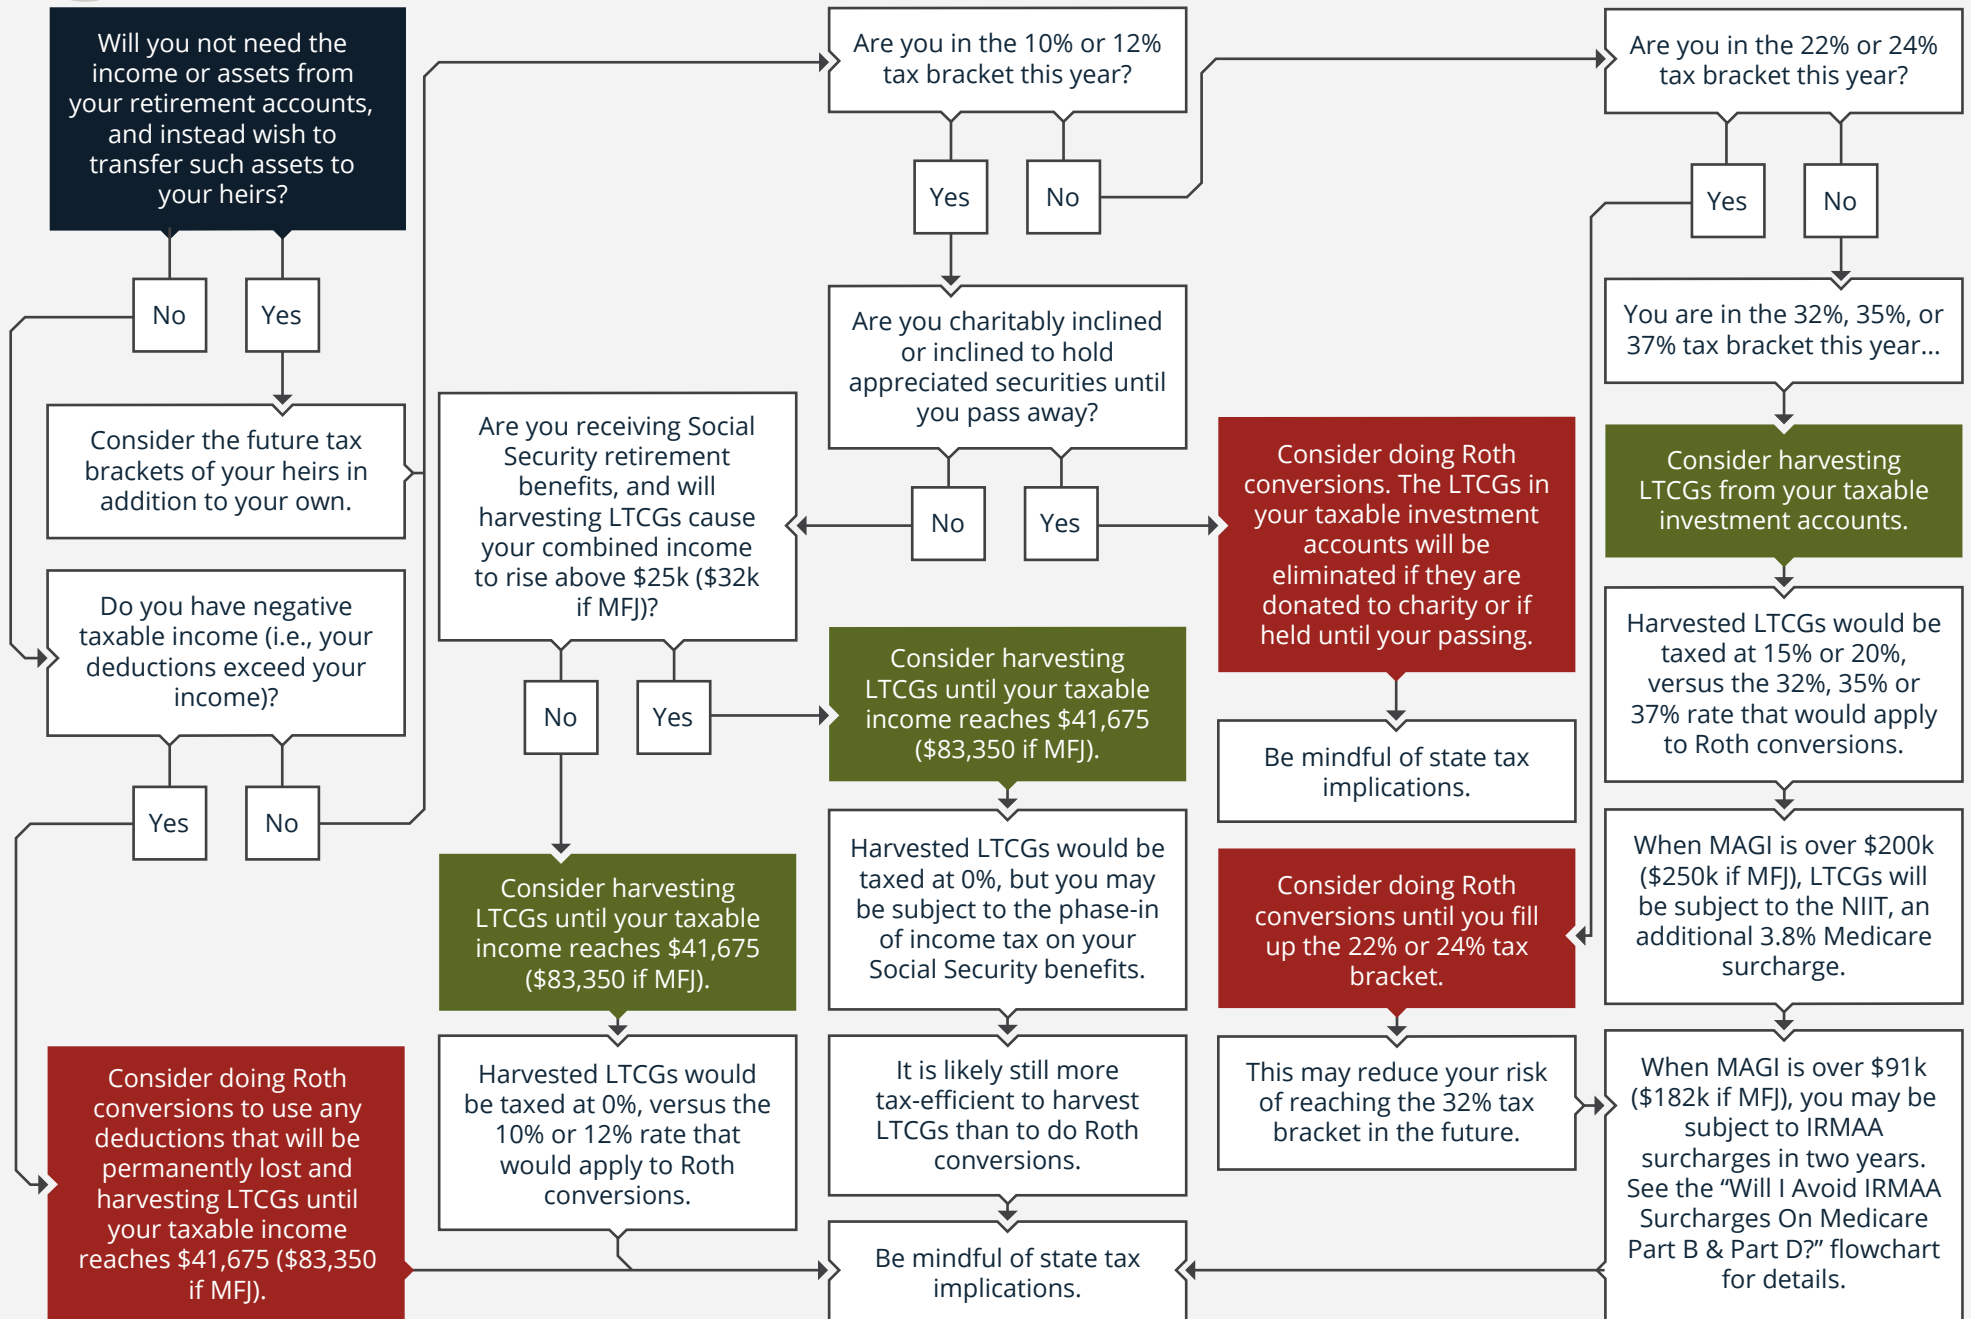 Will you not need the
income or assets from
your retirement accounts,
and instead wish to
transfer such assets to
your heirs?
No
Yes
Consider the future tax
brackets of your heirs in
addition to your own.
Do you have negative
taxable income (i.e., your
deductions exceed your
income)?
Yes
No
Consider doing Roth
conversions to use any
deductions that will be
permanently lost and
harvesting LTCGs until
your taxable income
reaches $41,675 ($83,350
if MFJ).
Are you in the 10% or 12%
tax bracket this year?
Yes
No
Are you charitably inclined
or inclined to hold
appreciated securities until
you pass away?
No
Yes
Are you receiving Social
Security retirement
benefits, and will
harvesting LTCGs cause
your combined income
to rise above $25k ($32k
if MFJ)?
No
Yes
Consider harvesting
LTCGs until your taxable
income reaches $41,675
($83,350 if MFJ).
Harvested LTCGs would
be taxed at 0%, versus the
10% or 12% rate that
would apply to Roth
conversions.
Consider harvesting
LTCGs until your taxable
income reaches $41,675
($83,350 if MFJ).
Harvested LTCGs would be
taxed at 0%, but you may
be subject to the phase-in
of income tax on your
Social Security benefits.
It is likely still more
tax-efficient to harvest
LTCGs than to do Roth
conversions.
Be mindful of state tax
implications.
Consider doing Roth
conversions. The LTCGs in
your taxable investment
accounts will be
eliminated if they are
donated to charity or if
held until your passing.
Be mindful of state tax
implications.
Consider doing Roth
conversions until you fill
up the 22% or 24% tax
bracket.
This may reduce your risk
of reaching the 32% tax
bracket in the future.
Are you in the 22% or 24%
tax bracket this year?
Yes
No
You are in the 32%, 35%, or
37% tax bracket this year...
Consider harvesting
LTCGs from your taxable
investment accounts.
Harvested LTCGs would be
taxed at 15% or 20%,
versus the 32%, 35% or
37% rate that would apply
to Roth conversions.
When MAGI is over $200k
($250k if MFJ), LTCGs will
be subject to the NIIT, an
additional 3.8% Medicare
surcharge.
When MAGI is over $91k
($182k if MFJ), you may be
subject to IRMAA
surcharges in two years.
See the “Will I Avoid IRMAA
Surcharges On Medicare
Part B & Part D?” flowchart
for details.